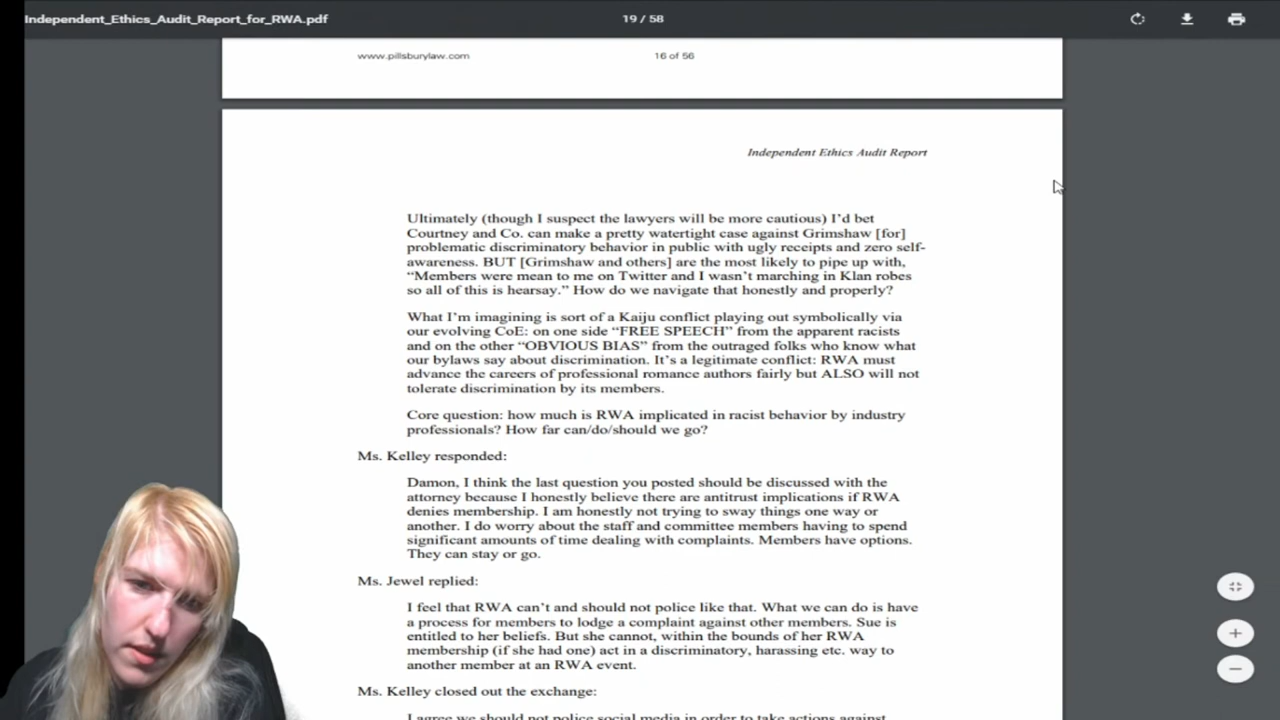 Independent_Ethics_Audit_Report_for_RWA.pdf
19 / 58
www.pillsburylaw.com
16 of 56
Independent Ethics Audit Report
Ultimately (though I suspect the lawyers will be more cautious) I'd bet
Courtney and Co. can make a pretty watertight case against Grimshaw [for]
problematic discriminatory behavior in public with ugly receipts and zero self-
awareness. BUT [Grimshaw and others] are the most likely to pipe up with,
"Members were mean to me on Twitter and I wasn't marching in Klan robes
so all of this is hearsay." How do we navigate that honestly and properly?
What I'm imagining is sort of a Kaiju conflict playing out symbolically via
our evolving CoE: on one side "FREE SPEECH" from the apparent racists
and on the other "OBVIOUS BIAS" from the outraged folks who know what
our bylaws say about discrimination. It's a legitimate conflict: RWA must
advance the careers of professional romance authors fairly but ALSO will not
tolerate discrimination by its members.
Core question: how much is RWA implicated in racist behavior by industry
professionals? How far can/do/should we go?
Ms. Kelley responded:
Damon, I think the last question you posted should be discussed with the
attorney because I honestly believe there are antitrust implications if RWA
denies membership. I am honestly not trying to sway things one way or
another. I do worry about the staff and committee members having to spend
significant amounts of time dealing with complaints. Members have options.
They can stay or go.
Ms. Jewel replied:
I feel that RWA can't and should not police like that. What we can do is have
a process for members to lodge a complaint against other members. Sue is
entitled to her beliefs. But she cannot, within the bounds of her RWA
membership (if she had one) act in a discriminatory, harassing etc. way to
another member at an RWA event.
Ms. Kelley closed out the exchange:
I agree we should not police social media in order to take actions against